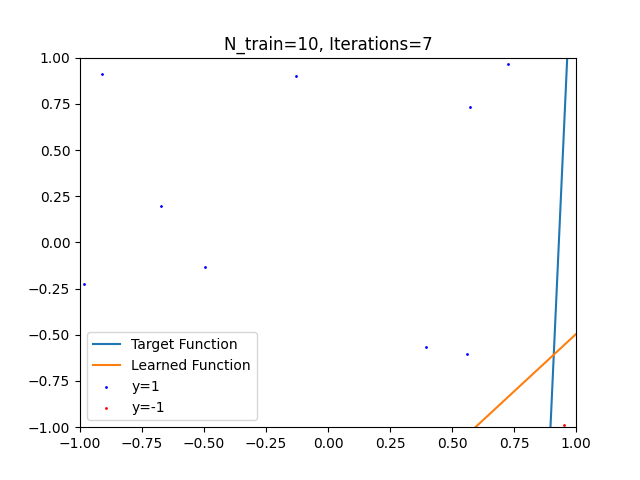 N_train=10, Iterations=7
1.00
0.75
0.50
0.25
0.00
−0.25
−0.50
−0.75
−1.00
Target Function
Learned Function
y=1
y=-1
−1.00 −0.75 −0.50 −0.25 0.00 0.25 0.50 0.75 1.00